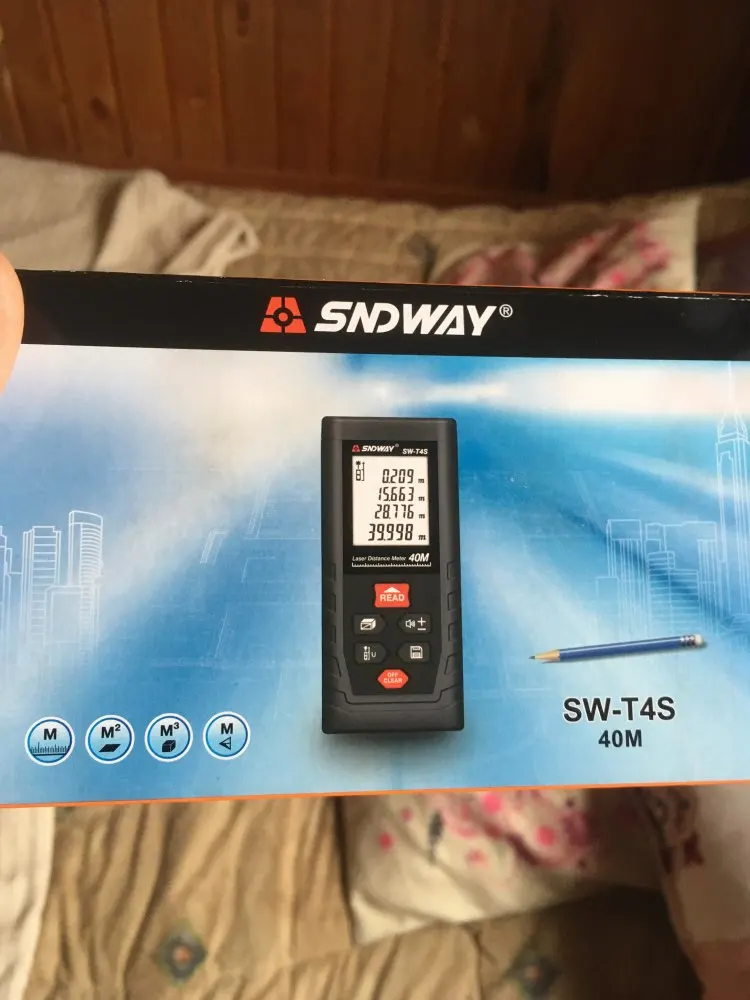 SNDWAY®
SNDWAY® SW-T4S
0.209 m
15.663 m
28.776 m
39.998 m
Laser Distance Meter 40M
READ
U
OFF
CLEAR
M
M²
M³
M
SW-T4S
40M